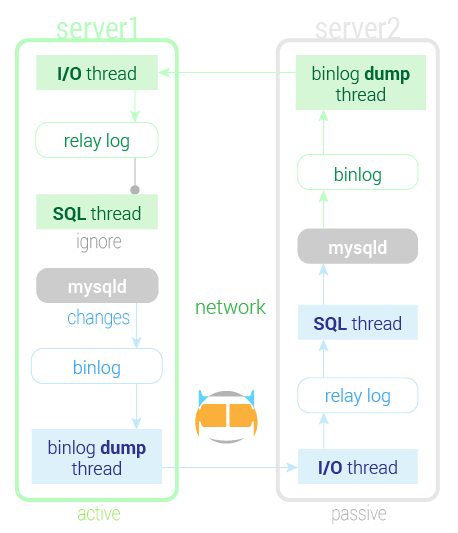 server1
I/O thread
relay log
SQL thread
ignore
mysqld
changes
binlog
binlog dump
thread
active
network
server2
binlog dump
thread
binlog
mysqld
SQL thread
relay log
I/O thread
passive